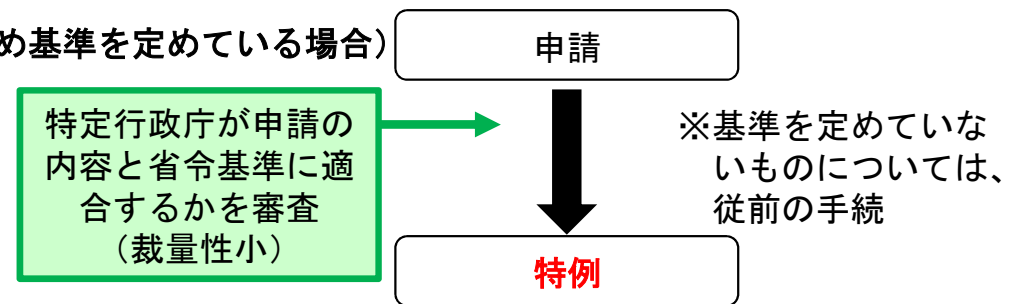 め基準を定めている場合）
申請
特定行政庁が申請の
内容と省令基準に適
合するかを審査
（裁量性小）
※基準を定めていな
いものについては、
従前の手続
特例